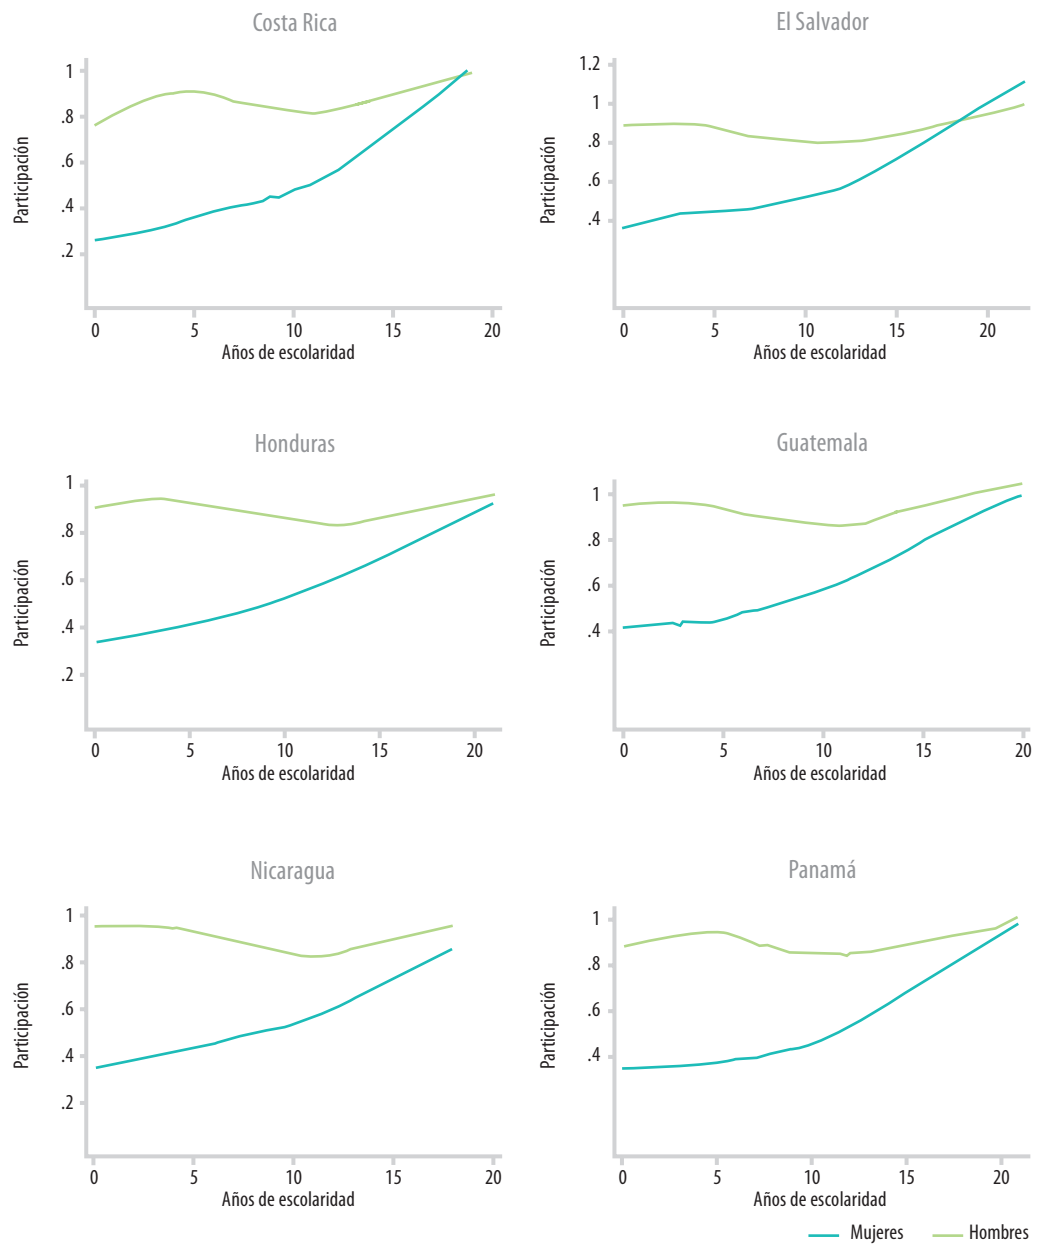 Costa Rica
1
.8
.6
.4
.2
Participación
0 5 10 15 20
Años de escolaridad
El Salvador
1.2
1
.8
.6
.4
Participación
0 5 10 15 20
Años de escolaridad
Honduras
1
.8
.6
.4
.2
Participación
0 5 10 15 20
Años de escolaridad
Guatemala
1
.8
.6
.4
Participación
0 5 10 15 20
Años de escolaridad
Nicaragua
1
.8
.6
.4
.2
Participación
0 5 10 15 20
Años de escolaridad
Panamá
1
.8
.6
.4
Participación
0 5 10 15 20
Años de escolaridad
Mujeres Hombres